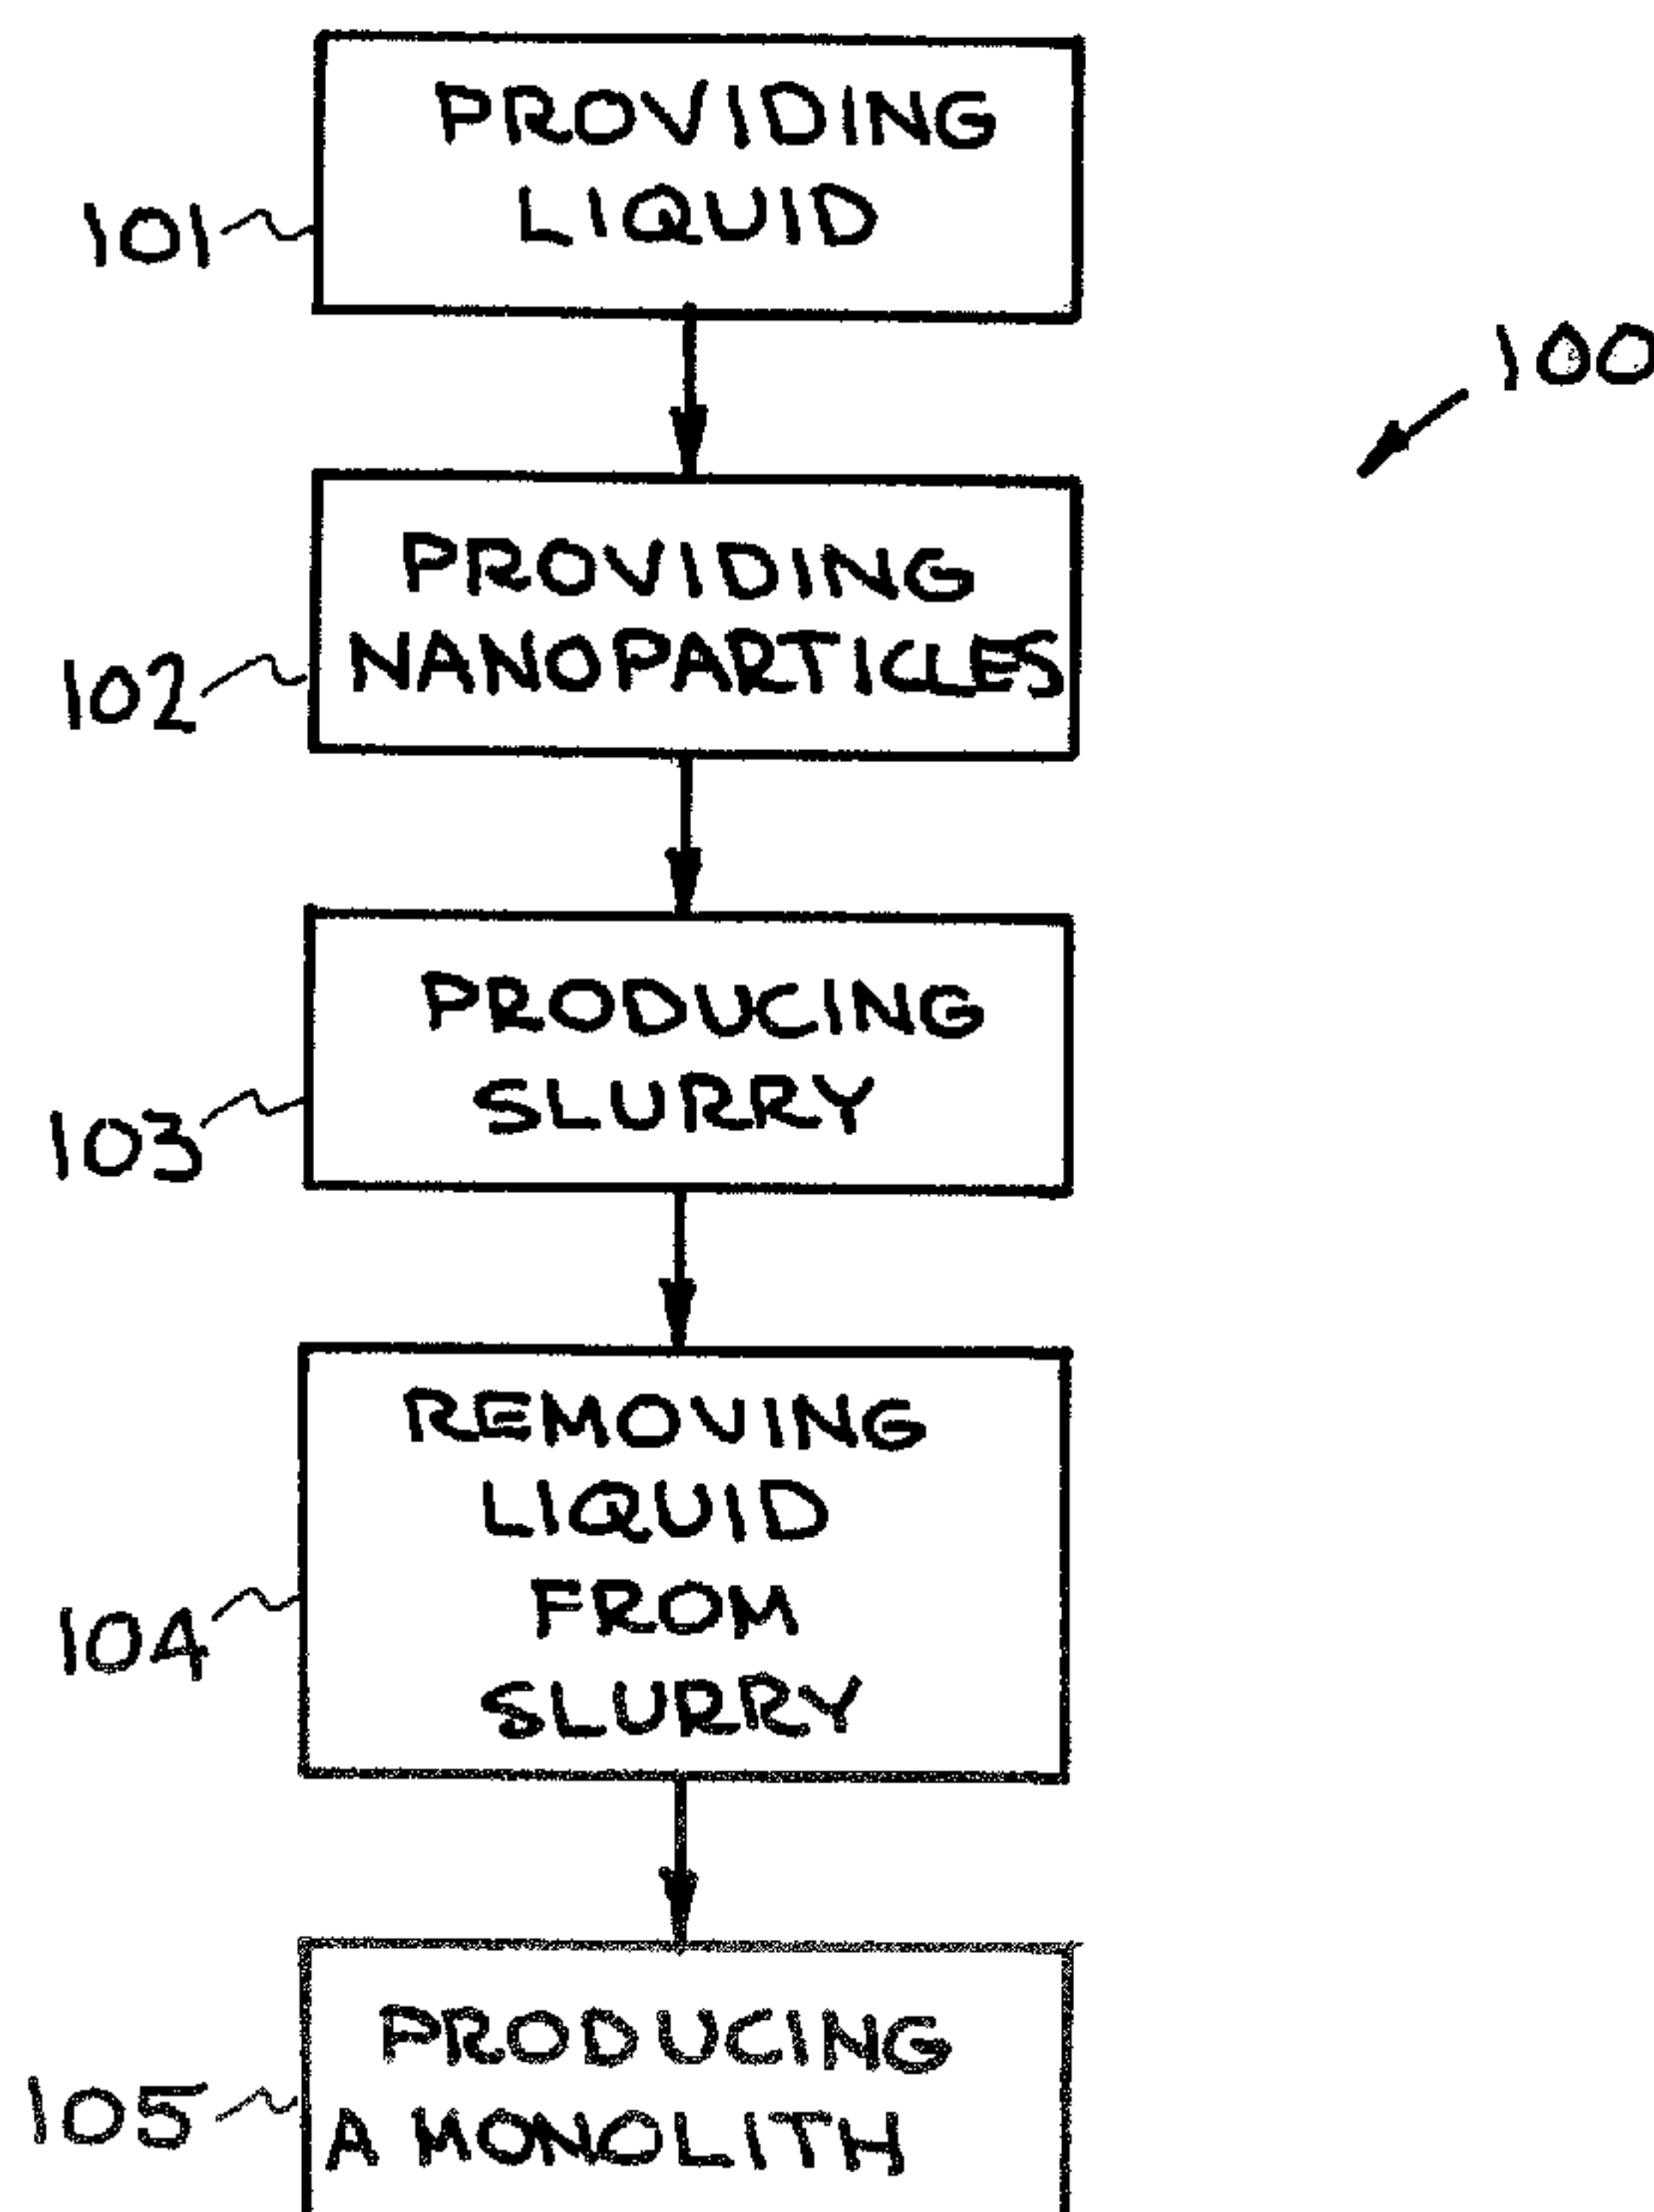 PROVIDING
LIQUID
101
100
PROVIDING
NANOPARTICLES
102
PRODUCING
SLURRY
103
REMOVING
LIQUID
FROM
SLURRY
104
PRODUCING
A MONOLITH
105